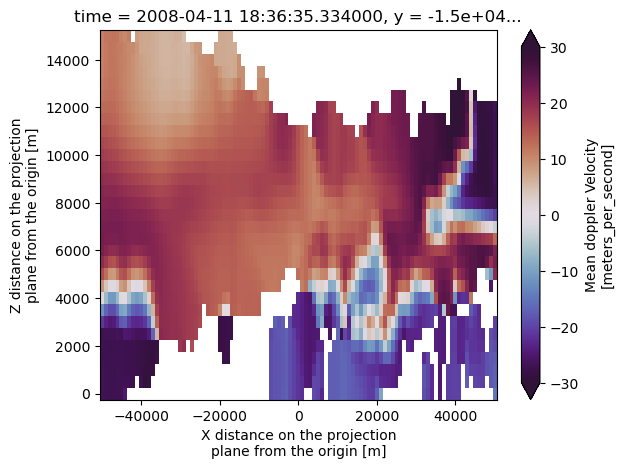 time = 2008-04-11 18:36:35.334000, y = -1.5e+04...
14000
12000
10000
8000
6000
4000
2000
0
Z distance on the projection
plane from the origin [m]
−40000
−20000
0
20000
40000
X distance on the projection
plane from the origin [m]
30
20
10
0
−10
−20
−30
Mean doppler Velocity
[meters_per_second]